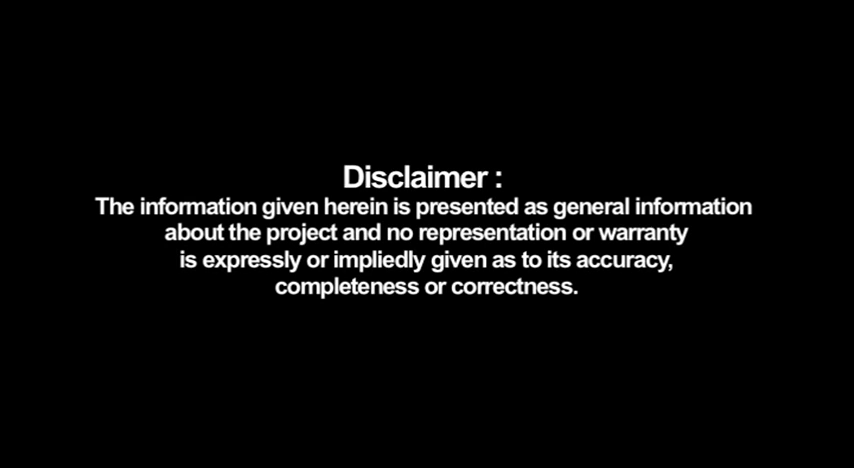 Disclaimer :
The information given herein is presented as general information
about the project and no representation or warranty
is expressly or impliedly given as to its accuracy,
completeness or correctness.